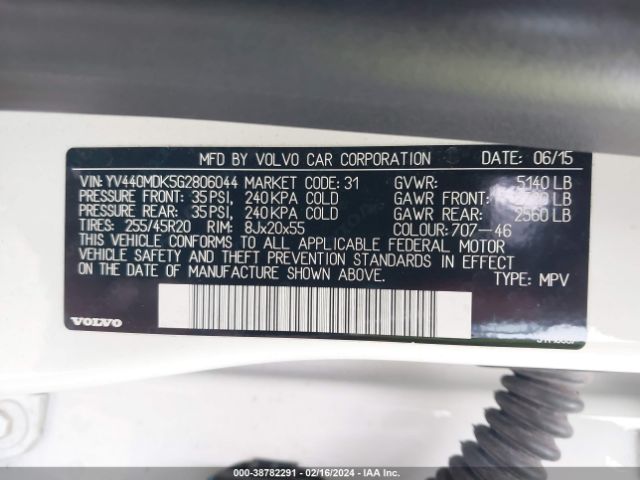 MFD BY VOLVO CAR CORPORATION DATE: 06/15
VIN: YV440MDK5G2806044 MARKET CODE: 31 GVWR: 5140 LB
PRESSURE FRONT: 35 PSI, 240 KPA COLD GAWR FRONT: LB
PRESSURE REAR: 35 PSI, 240 KPA COLD GAWR REAR: 2560 LB
TIRES: 255/45R20 RIM: 8Jx20x55 COLOUR: 707-46
THIS VEHICLE CONFORMS TO ALL APPLICABLE FEDERAL MOTOR
VEHICLE SAFETY AND THEFT PREVENTION STANDARDS IN EFFECT
ON THE DATE OF MANUFACTURE SHOWN ABOVE. TYPE: MPV
VOLVO
000-38782291 - 02/16/2024 - IAA Inc.